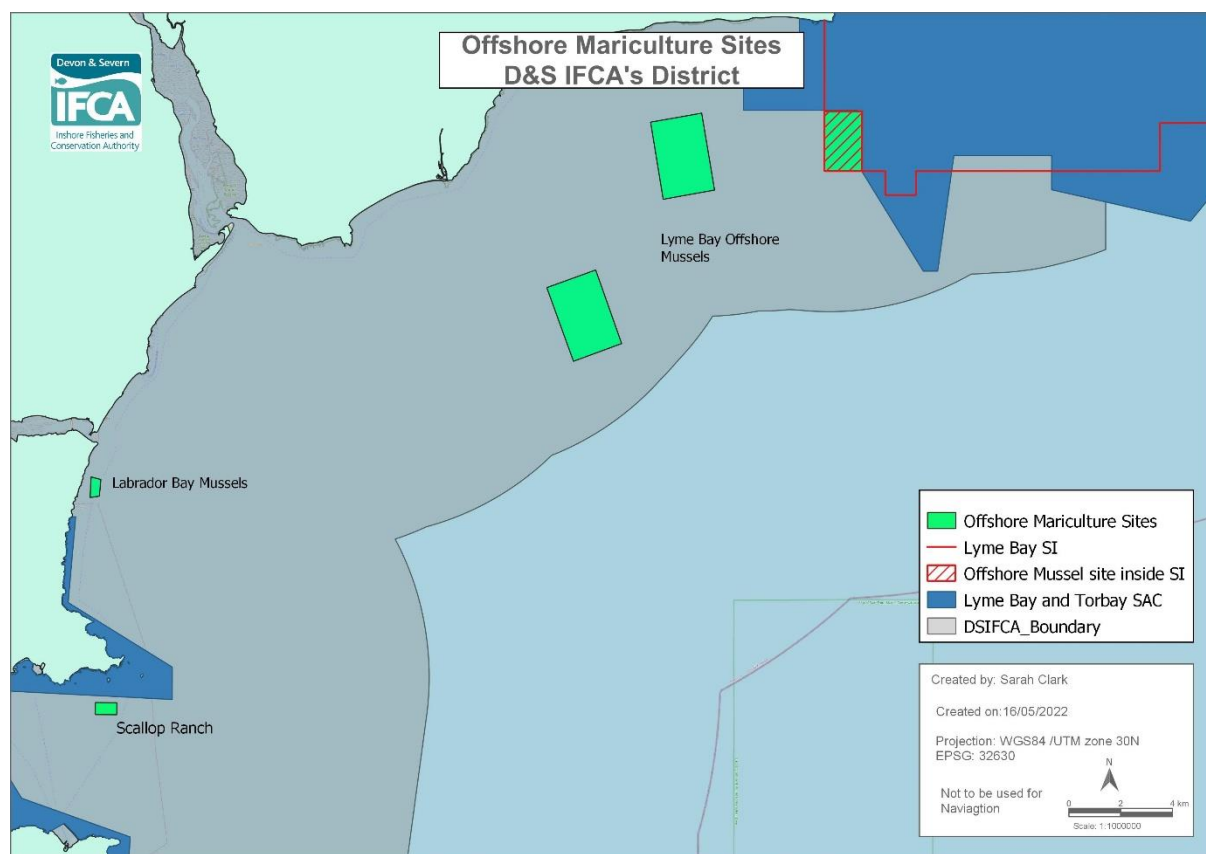 Offshore Mariculture Sites
D&S IFCA's District
Devon & Severn
IFCA
Inshore Fisheries and
Conservation Authority
Lyme Bay Offshore
Mussels
Labrador Bay Mussels
Scallop Ranch
Offshore Mariculture Sites
Lyme Bay SI
Offshore Mussel site inside SI
Lyme Bay and Torbay SAC
DSIFCA_Boundary
Created by: Sarah Clark
Created on:16/05/2022
Projection: WGS84 /UTM zone 30N
EPSG: 32630
Not to be used for
Naviagtion
N
0 2 4 km
Scale: 1:1000000